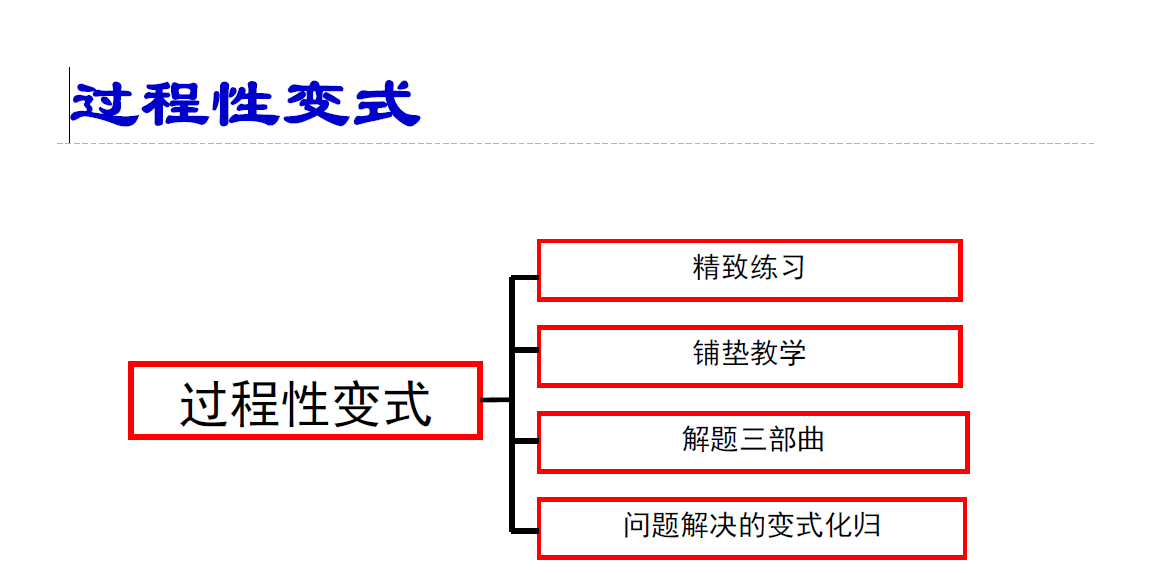 过程性变式
精致练习
铺垫教学
过程性变式
解题三部曲
问题解决的变式化归